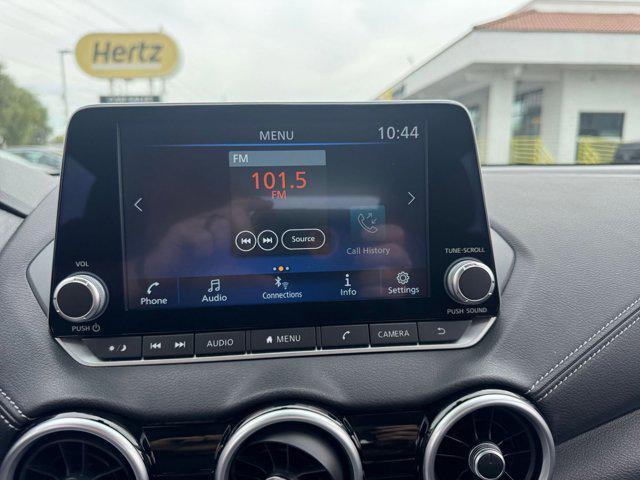 Hertz
MENU
10:44
FM
101.5
FM
Source
Call History
VOL
TUNE·SCROLL
Phone
Audio
Connections
Info
Settings
PUSH
PUSH SOUND
AUDIO
MENU
CAMERA